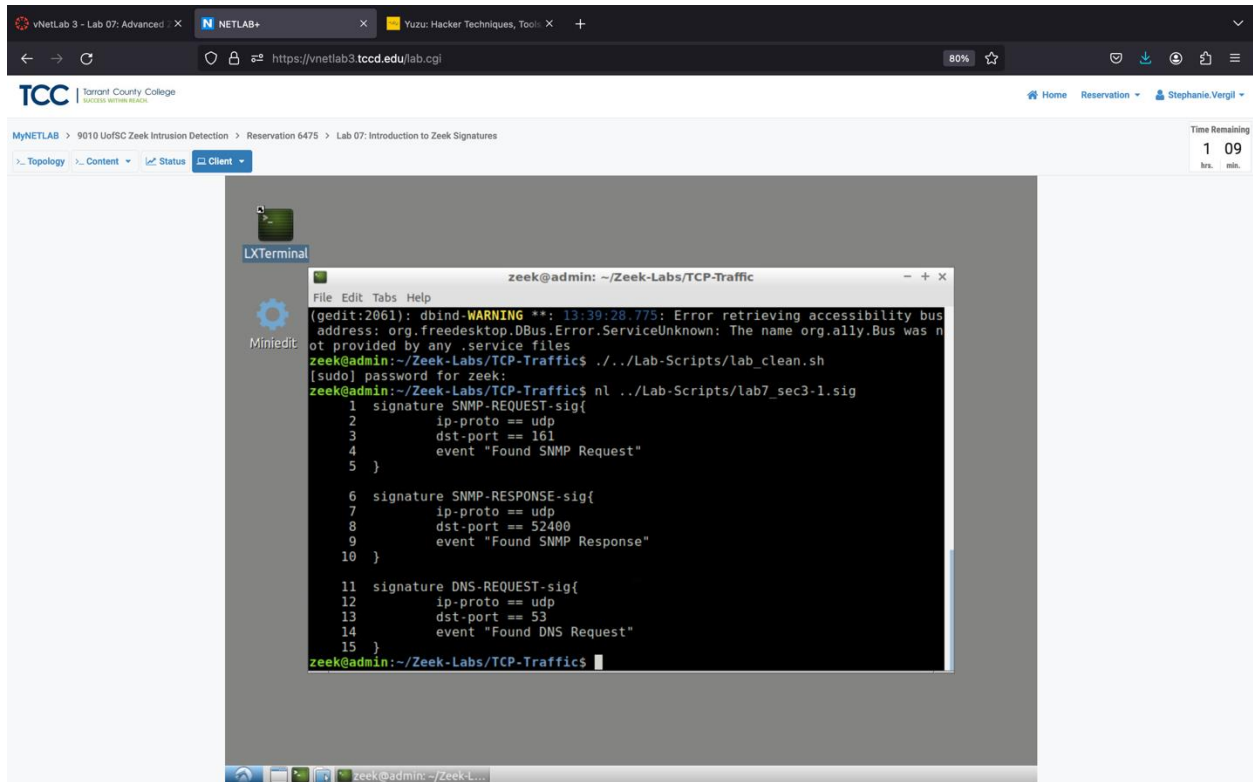 vNetLab 3 - Lab 07: Advanced
NETLAB+
Yuzu: Hacker Techniques, Tools
https://vnetlab3.tccd.edu/lab.cgi
80%
TCC Tarrant County College
SUCCESS WITHIN REACH.
Home Reservation Stephanie.Vergil
MyNETLAB > 9010 UofSC Zeek Intrusion Detection > Reservation 6475 > Lab 07: Introduction to Zeek Signatures
Time Remaining
1 09
hrs. min.
>_ Topology >_ Content Status Client
LXTerminal
Miniedit
zeek@admin: ~/Zeek-Labs/TCP-Traffic
File Edit Tabs Help
(gedit:2061): dbind-WARNING **: 13:39:28.775: Error retrieving accessibility bus
address: org.freedesktop.DBus.Error.ServiceUnknown: The name org.a11y.Bus was n
ot provided by any .service files
zeek@admin:~/Zeek-Labs/TCP-Traffic$ ./../Lab-Scripts/lab_clean.sh
[sudo] password for zeek:
zeek@admin:~/Zeek-Labs/TCP-Traffic$ nl ../Lab-Scripts/lab7_sec3-1.sig
1 signature SNMP-REQUEST-sig{
2 ip-proto == udp
3 dst-port == 161
4 event "Found SNMP Request"
5 }
6 signature SNMP-RESPONSE-sig{
7 ip-proto == udp
8 dst-port == 52400
9 event "Found SNMP Response"
10 }
11 signature DNS-REQUEST-sig{
12 ip-proto == udp
13 dst-port == 53
14 event "Found DNS Request"
15 }
zeek@admin:~/Zeek-Labs/TCP-Traffic$
zeek@admin: ~/Zeek-L...